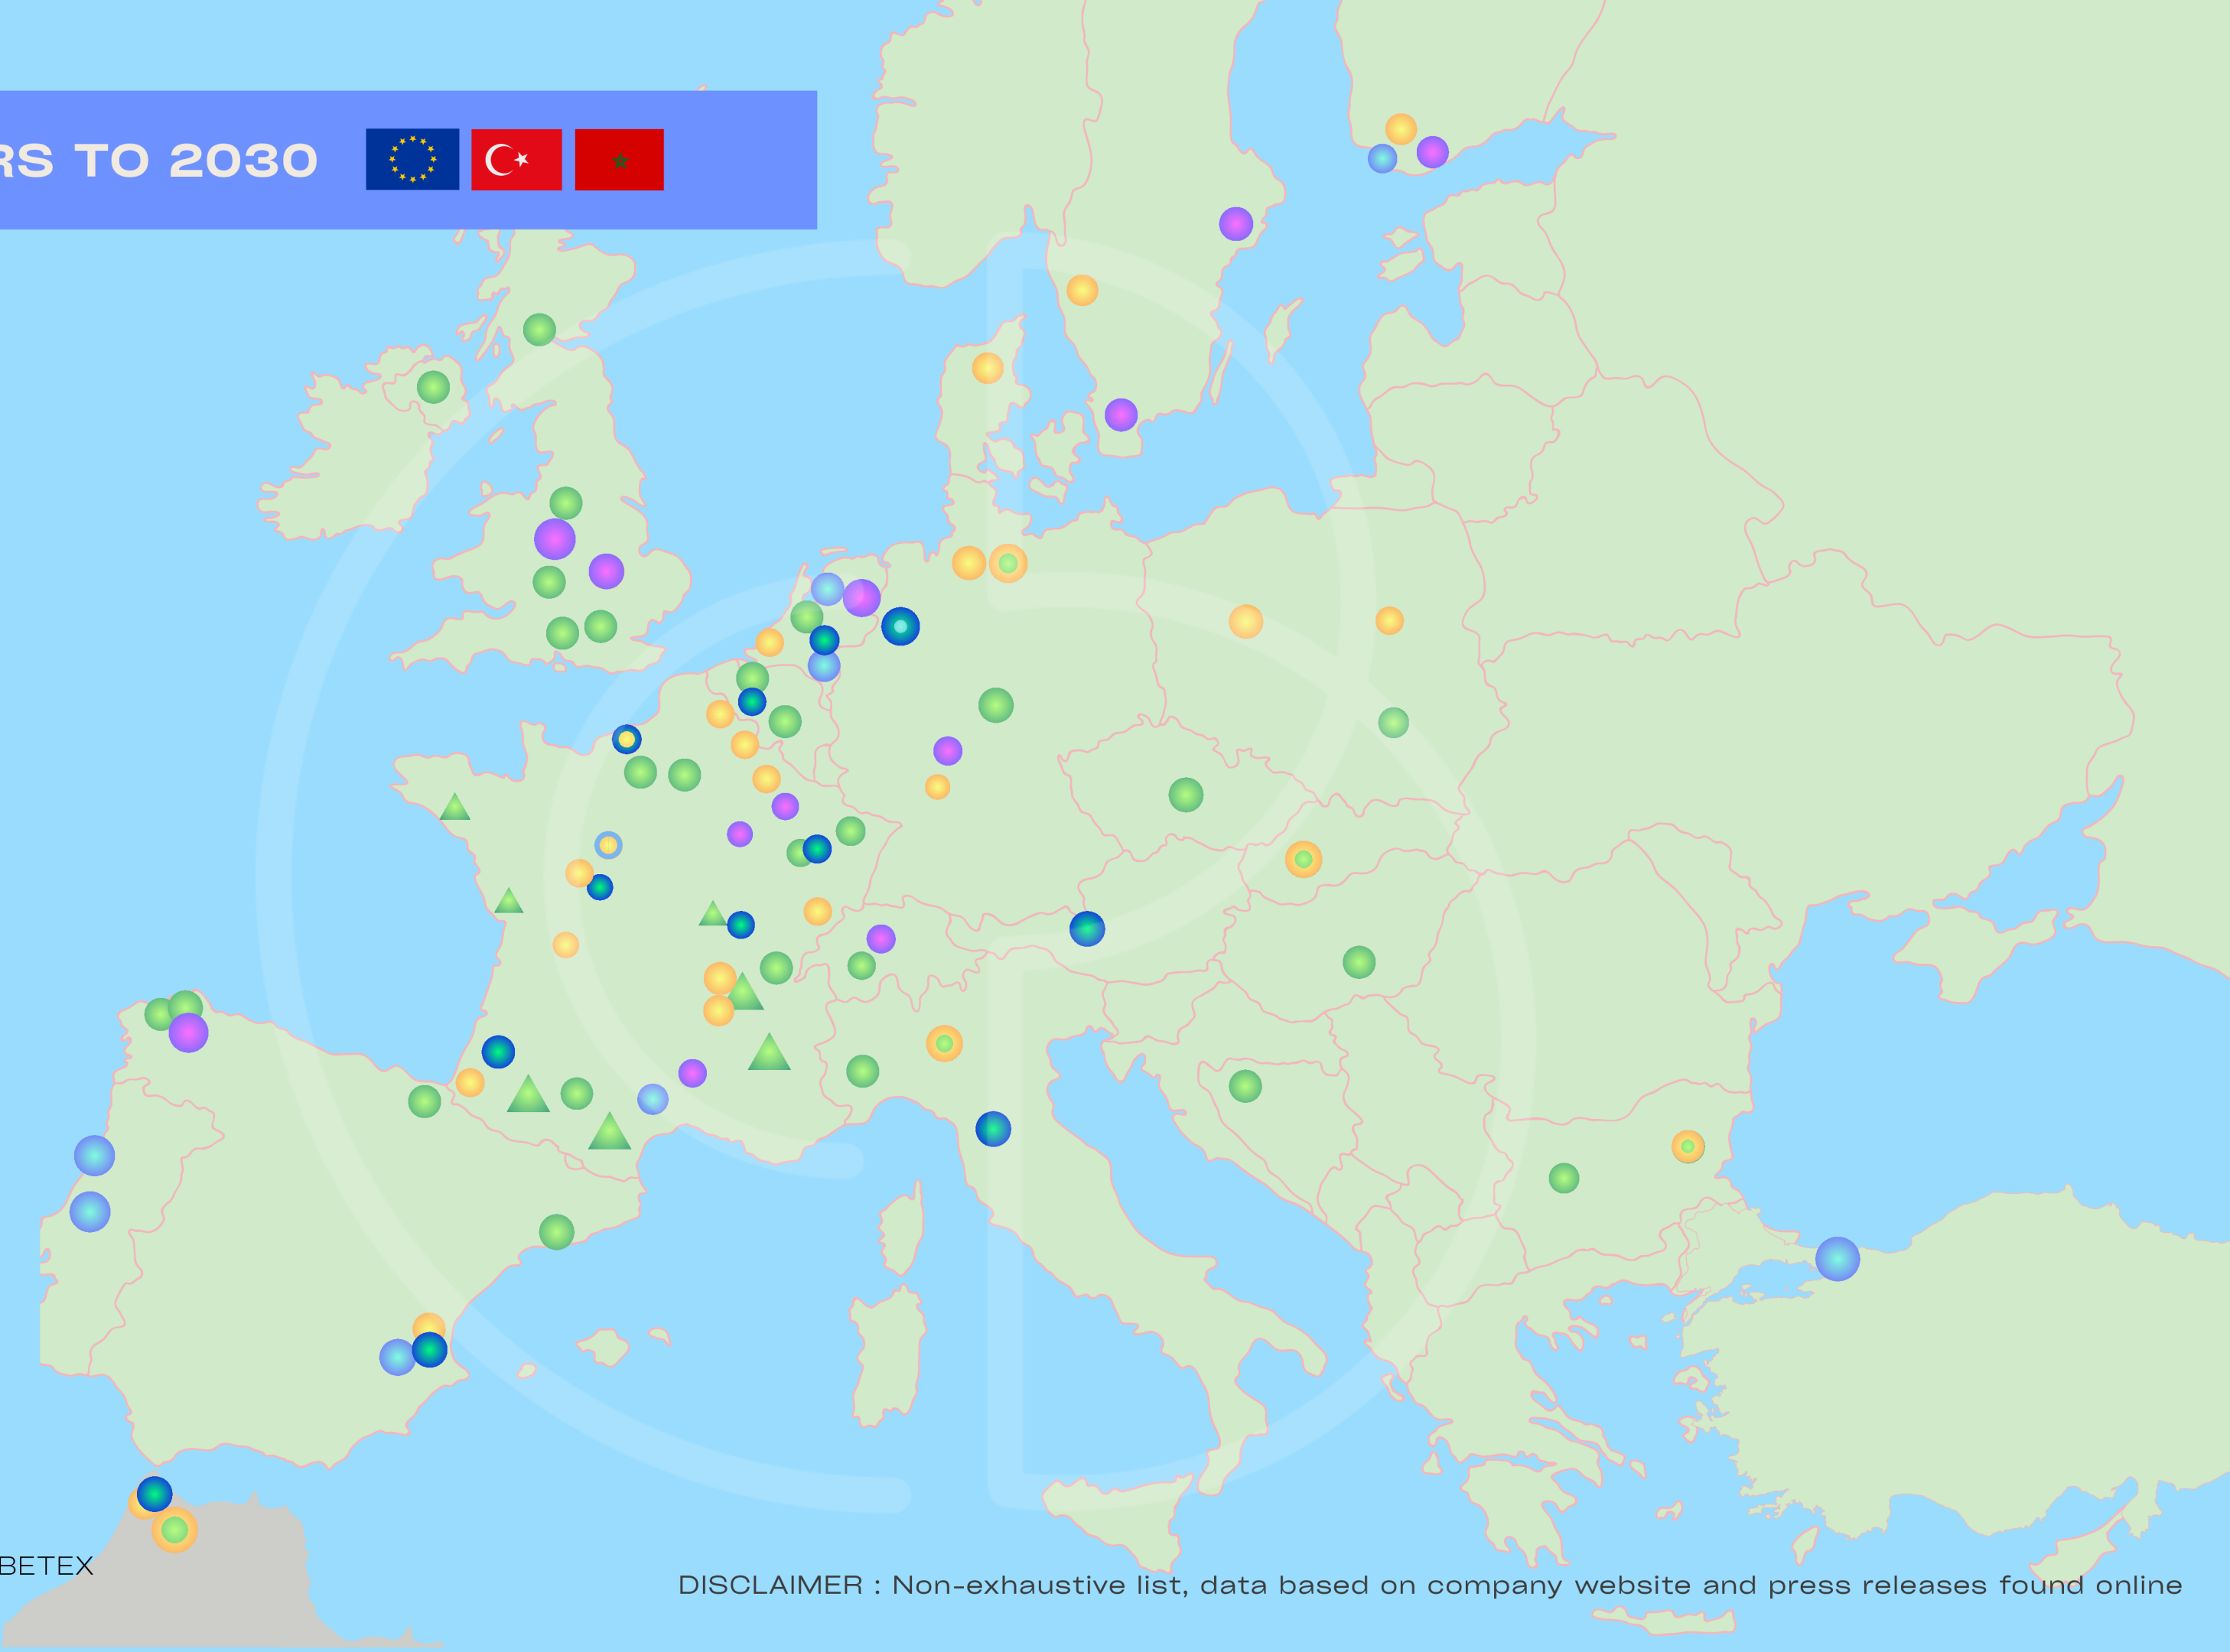 RS TO 2030
BETEX
DISCLAIMER : Non-exhaustive list, data based on company website and press releases found online